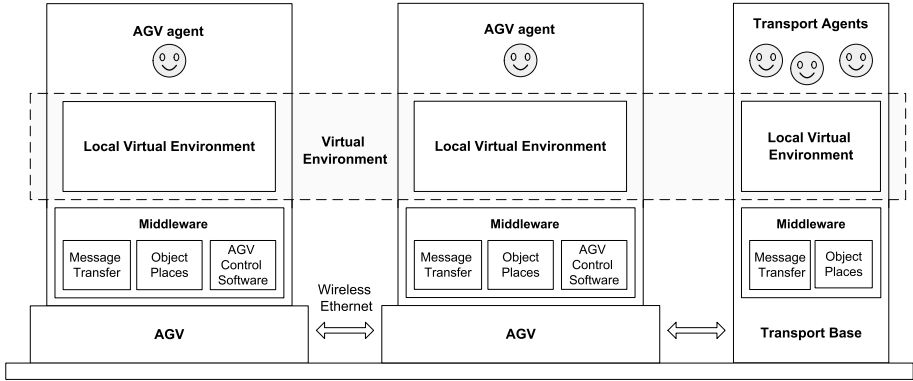 AGV agent
AGV agent
Transport Agents
Local Virtual Environment
Virtual
Environment
Local Virtual Environment
Local Virtual
Environment
Middleware
Message
Transfer
Object
Places
AGV
Control
Software
Middleware
Message
Transfer
Object
Places
AGV
Control
Software
Middleware
Message
Transfer
Object
Places
Wireless
Ethernet
AGV
AGV
Transport Base